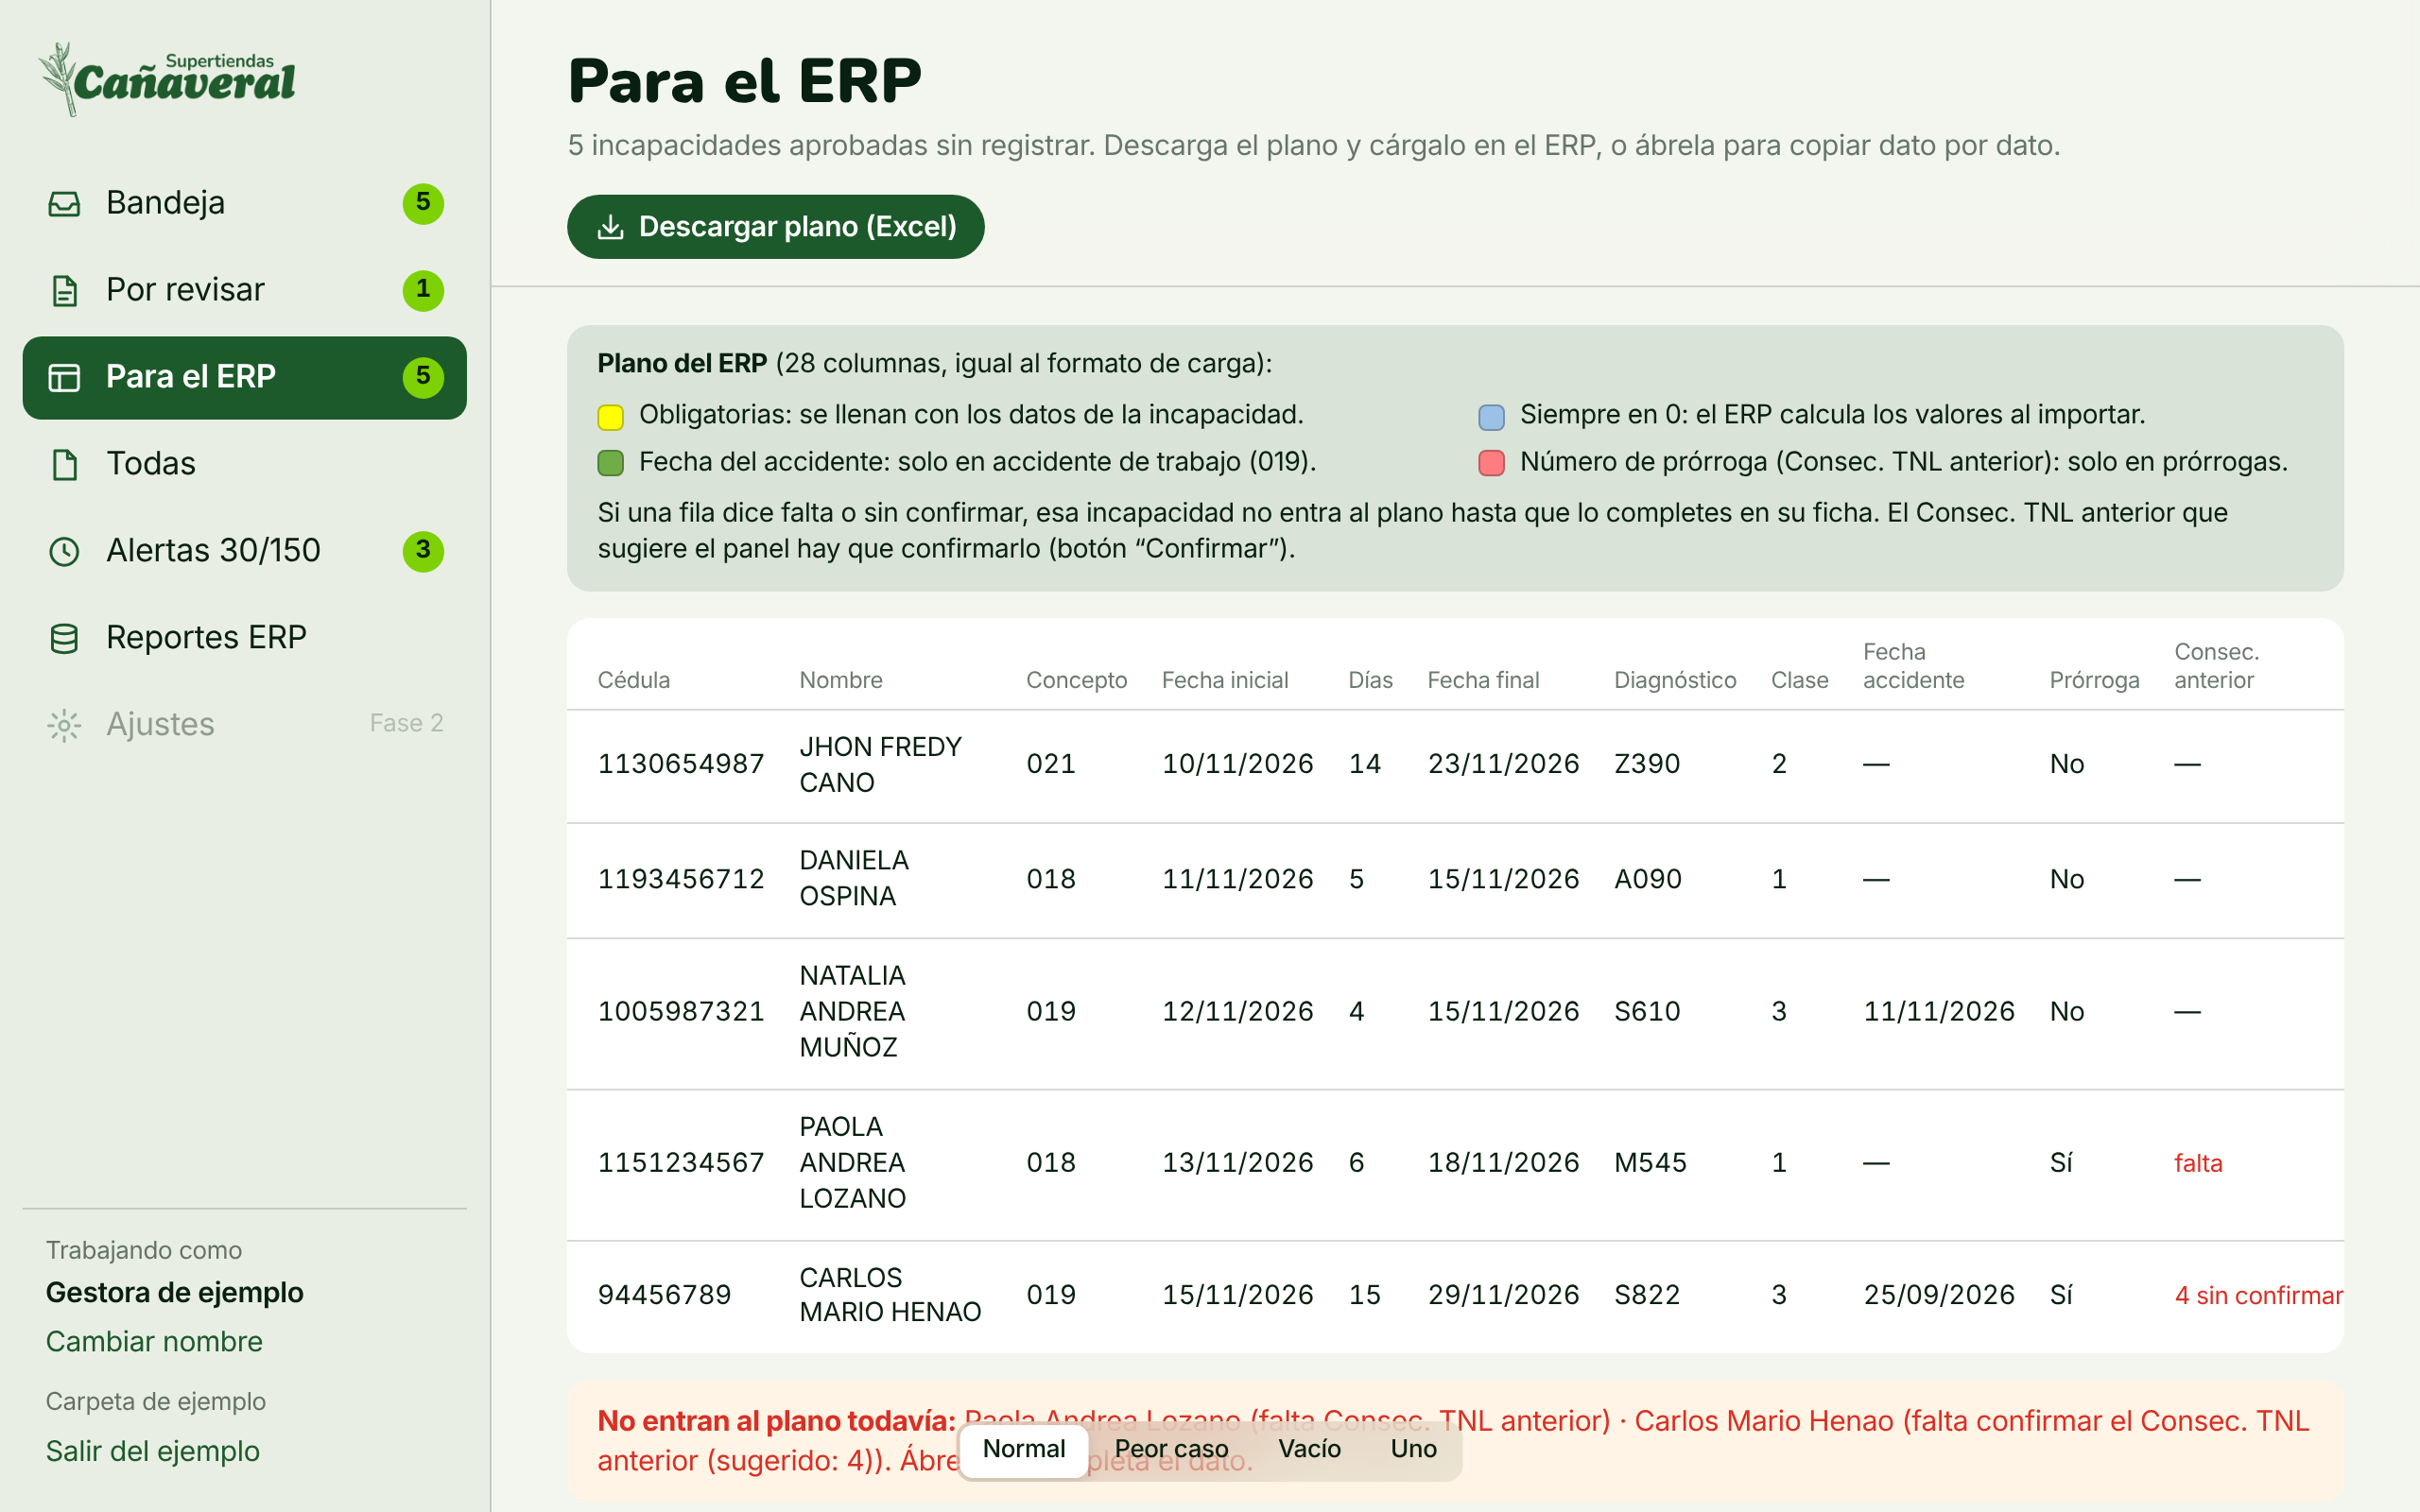 Supertiendas
Cañaveral
Bandeja 5
Por revisar 1
Para el ERP 5
Todas
Alertas 30/150 3
Reportes ERP
Ajustes Fase 2
Trabajando como
Gestora de ejemplo
Cambiar nombre
Carpeta de ejemplo
Salir del ejemplo
Para el ERP
5 incapacidades aprobadas sin registrar. Descarga el plano y cárgalo en el ERP, o ábrela para copiar dato por dato.
Descargar plano (Excel)
Plano del ERP (28 columnas, igual al formato de carga):
Obligatorias: se llenan con los datos de la incapacidad.
Siempre en 0: el ERP calcula los valores al importar.
Fecha del accidente: solo en accidente de trabajo (019).
Número de prórroga (Consec. TNL anterior): solo en prórrogas.
Si una fila dice falta o sin confirmar, esa incapacidad no entra al plano hasta que lo completes en su ficha. El Consec. TNL anterior que
sugiere el panel hay que confirmarlo (botón “Confirmar”).
Cédula Nombre Concepto Fecha inicial Días Fecha final Diagnóstico Clase Fecha accidente Prórroga Consec. anterior
1130654987 JHON FREDY CANO 021 10/11/2026 14 23/11/2026 Z390 2 — No —
1193456712 DANIELA OSPINA 018 11/11/2026 5 15/11/2026 A090 1 — No —
1005987321 NATALIA ANDREA MUÑOZ 019 12/11/2026 4 15/11/2026 S610 3 11/11/2026 No —
1151234567 PAOLA ANDREA LOZANO 018 13/11/2026 6 18/11/2026 M545 1 — Sí falta
94456789 CARLOS MARIO HENAO 019 15/11/2026 15 29/11/2026 S822 3 25/09/2026 Sí 4 sin confirmar
No entran al plano todavía: Paola Andrea Lozano (falta Consec. TNL anterior) · Carlos Mario Henao (falta confirmar el Consec. TNL
anterior (sugerido: 4)). Ábre el dato.
Normal Peor caso Vacío Uno